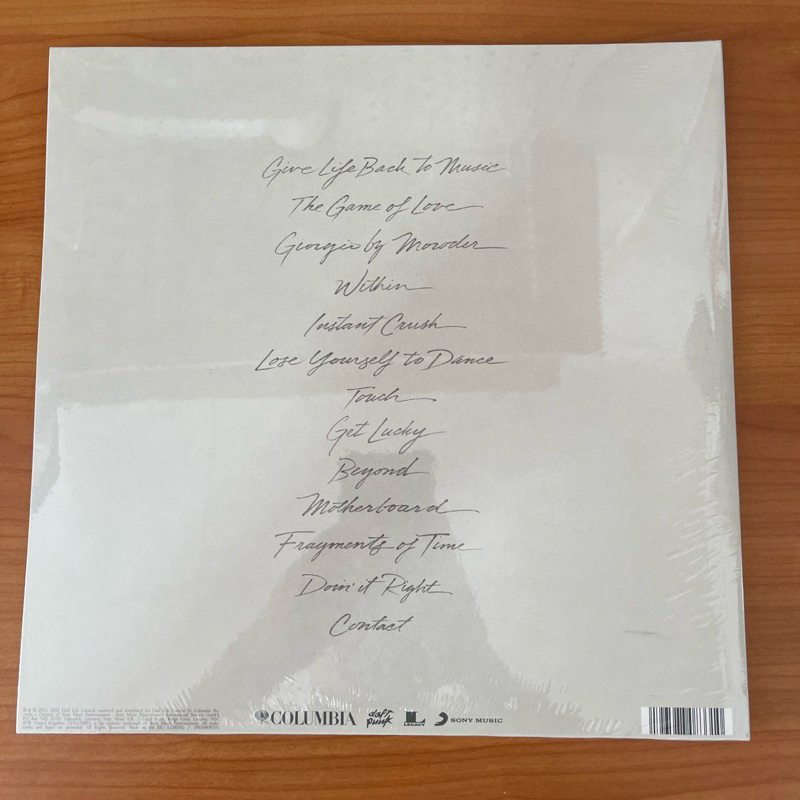 Give Life Back to Music
The Game of Love
Giorgio by Moroder
Within
Instant Crush
Lose Yourself to Dance
Touch
Get Lucky
Beyond
Motherboard
Fragments of Time
Doin' it Right
Contact
COLUMBIA daft punk L LEGACY SONY MUSIC